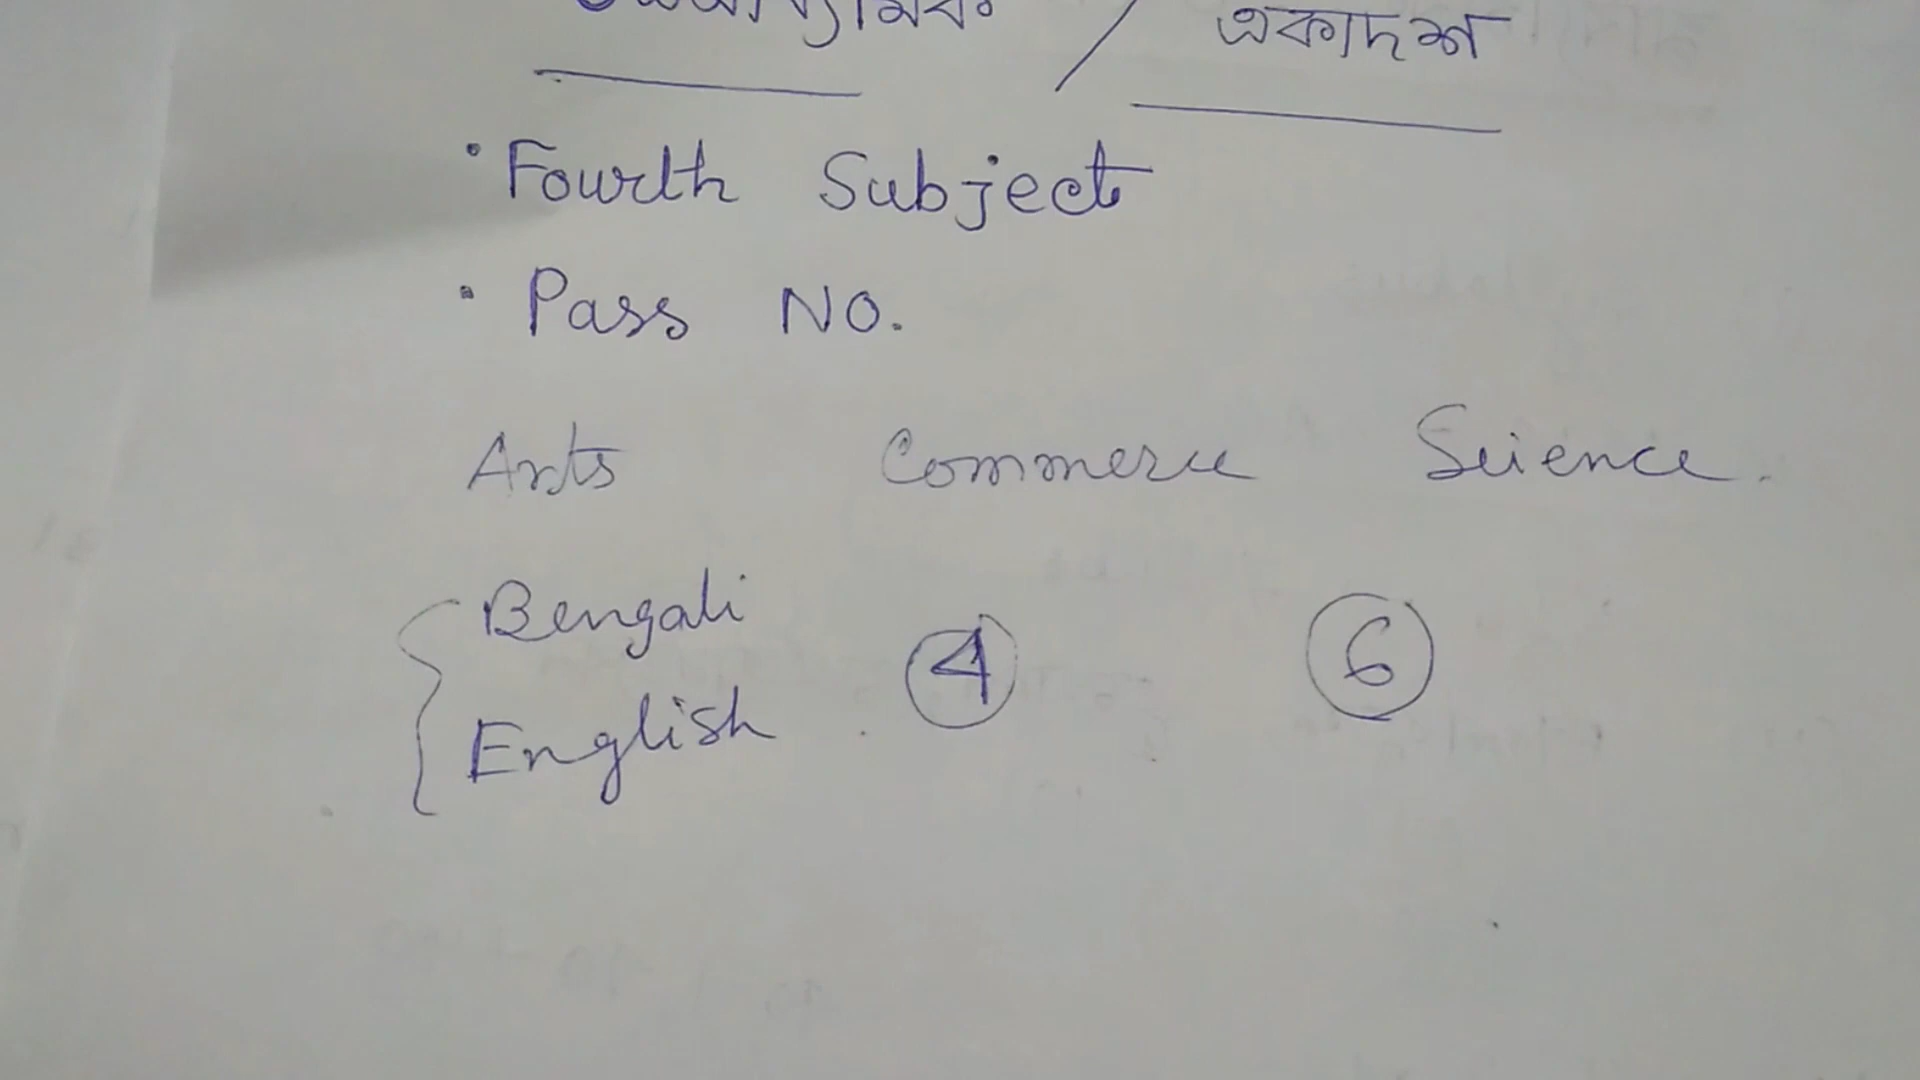 / একাদশ
· Fourth Subject
· Pass NO.
Arts Commerce Science.
Bengali
④ ⑥
English